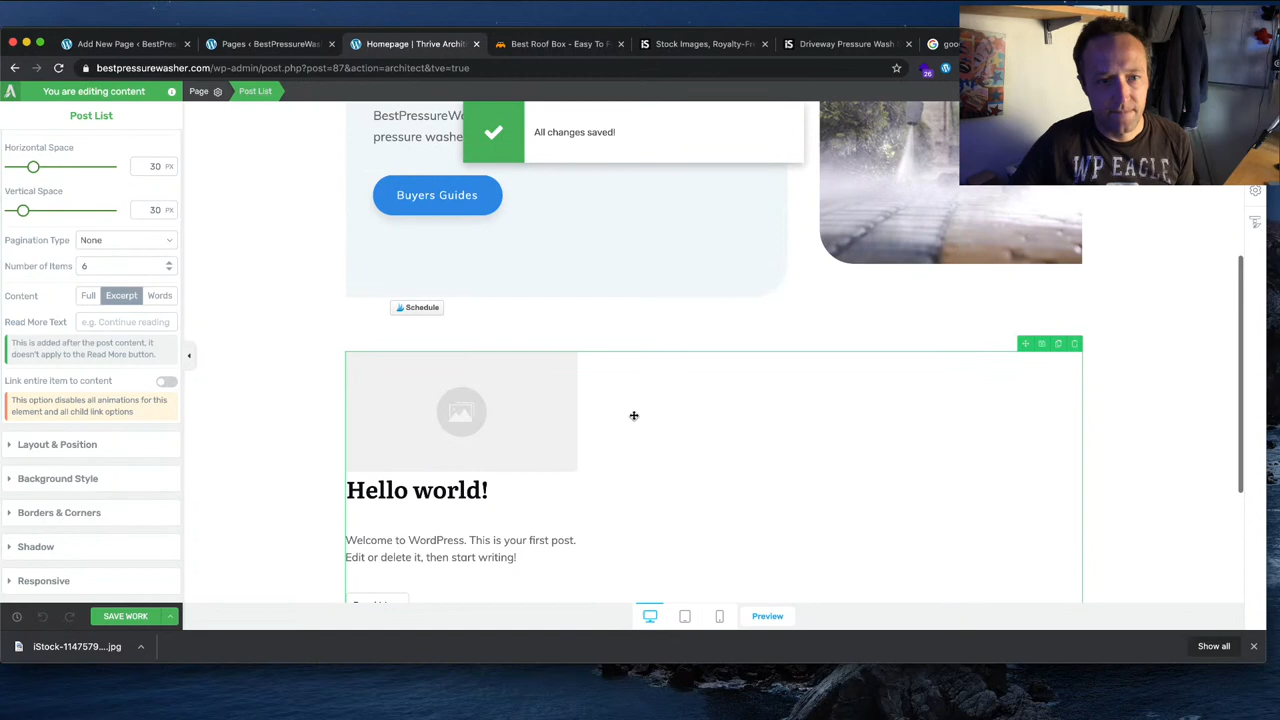 Add New Page ‹ BestPres
Pages ‹ BestPressureWash
Homepage | Thrive Archit
Best Roof Box - Easy To F
Stock Images, Royalty-Fre
Driveway Pressure Wash S
goo
bestpressurewasher.com/wp-admin/post.php?post=87&action=architect&tve=true
26
You are editing content
Page
Post List
Post List
Horizontal Space
30 PX
Vertical Space
30 PX
Pagination Type
None
Number of Items
6
Content
Full
Excerpt
Words
Read More Text
e.g. Continue reading
This is added after the post content, it
doesn't apply to the Read More button.
Link entire item to content
This option disables all animations for this
element and all child link options
Layout & Position
Background Style
Borders & Corners
Shadow
Responsive
SAVE WORK
BestPressureWa
pressure washe
All changes saved!
Buyers Guides
Schedule
Hello world!
Welcome to WordPress. This is your first post.
Edit or delete it, then start writing!
Preview
WP EAGLE
iStock-1147579....jpg
Show all